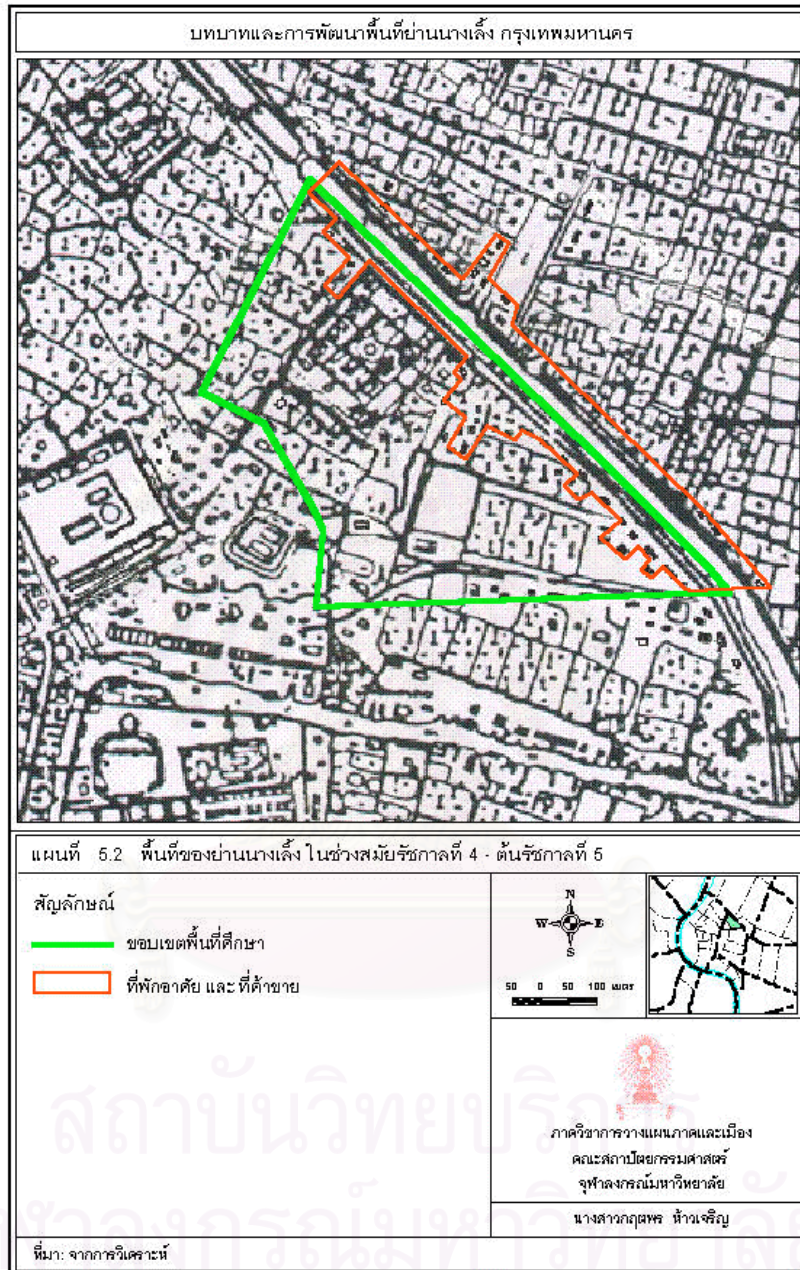 บทบาทและการพัฒนาพื้นที่ย่านนางเลิ้ง กรุงเทพมหานคร
แผนที่ 5.2 พื้นที่ของย่านนางเลิ้ง ในช่วงสมัยรัชกาลที่ 4 - ต้นรัชกาลที่ 5
สัญลักษณ์
ขอบเขตพื้นที่ศึกษา
ที่พักอาศัย และ ที่ค้าขาย
N
W E
S
50 0 50 100 เมตร
ภาควิชาการวางแผนภาคและเมือง
คณะสถาปัตยกรรมศาสตร์
จุฬาลงกรณ์มหาวิทยาลัย
นางสาวกฤตพร ห้าวเจริญ
ที่มา: จากการวิเคราะห์
สถาบันวิทยบริการ
จุฬาลงกรณ์มหาวิทยาลัย